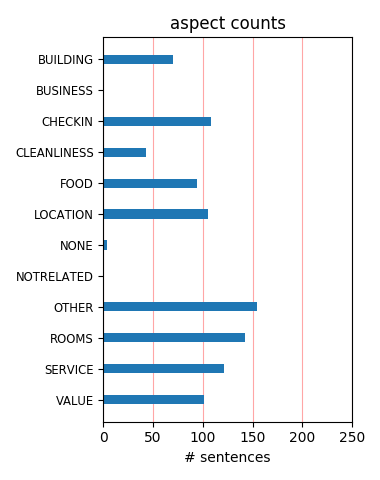 aspect counts
BUILDING
BUSINESS
CHECKIN
CLEANLINESS
FOOD
LOCATION
NONE
NOTRELATED
OTHER
ROOMS
SERVICE
VALUE
0 50 100 150 200 250
# sentences